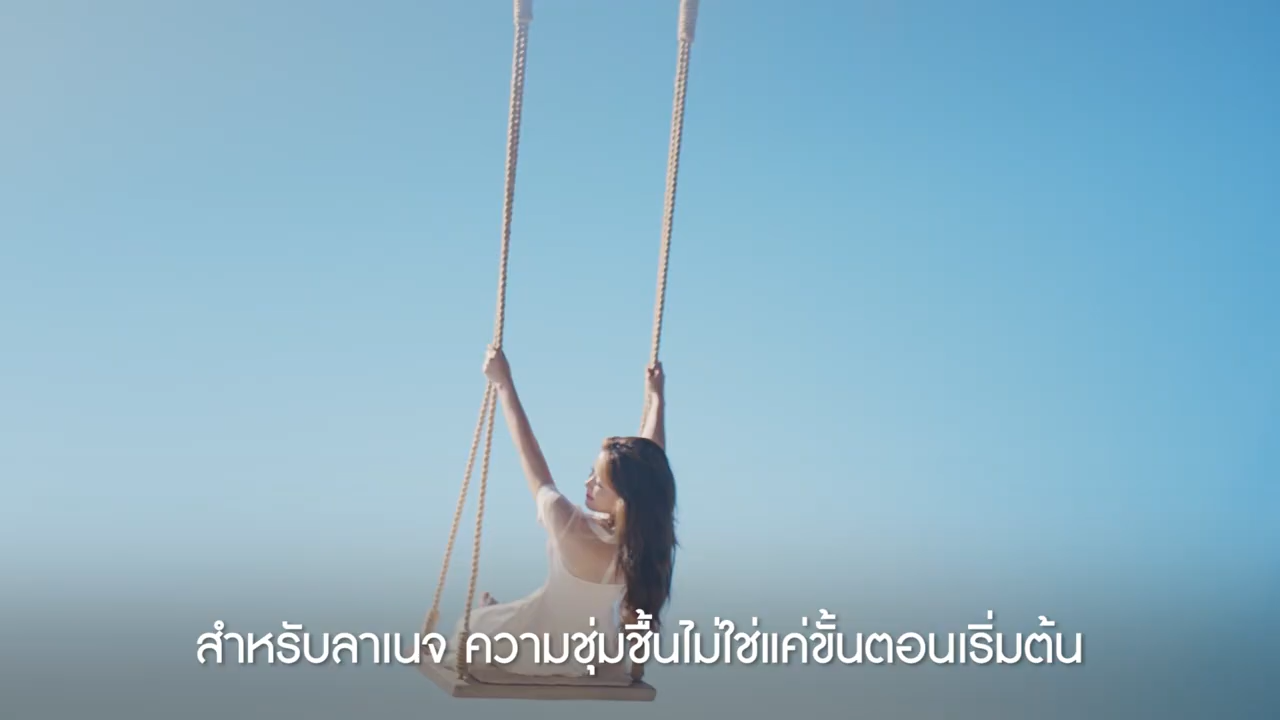 สำหรับลาเนจ ความชุ่มชื้นไม่ใช่แค่ขั้นตอนเริ่มต้น